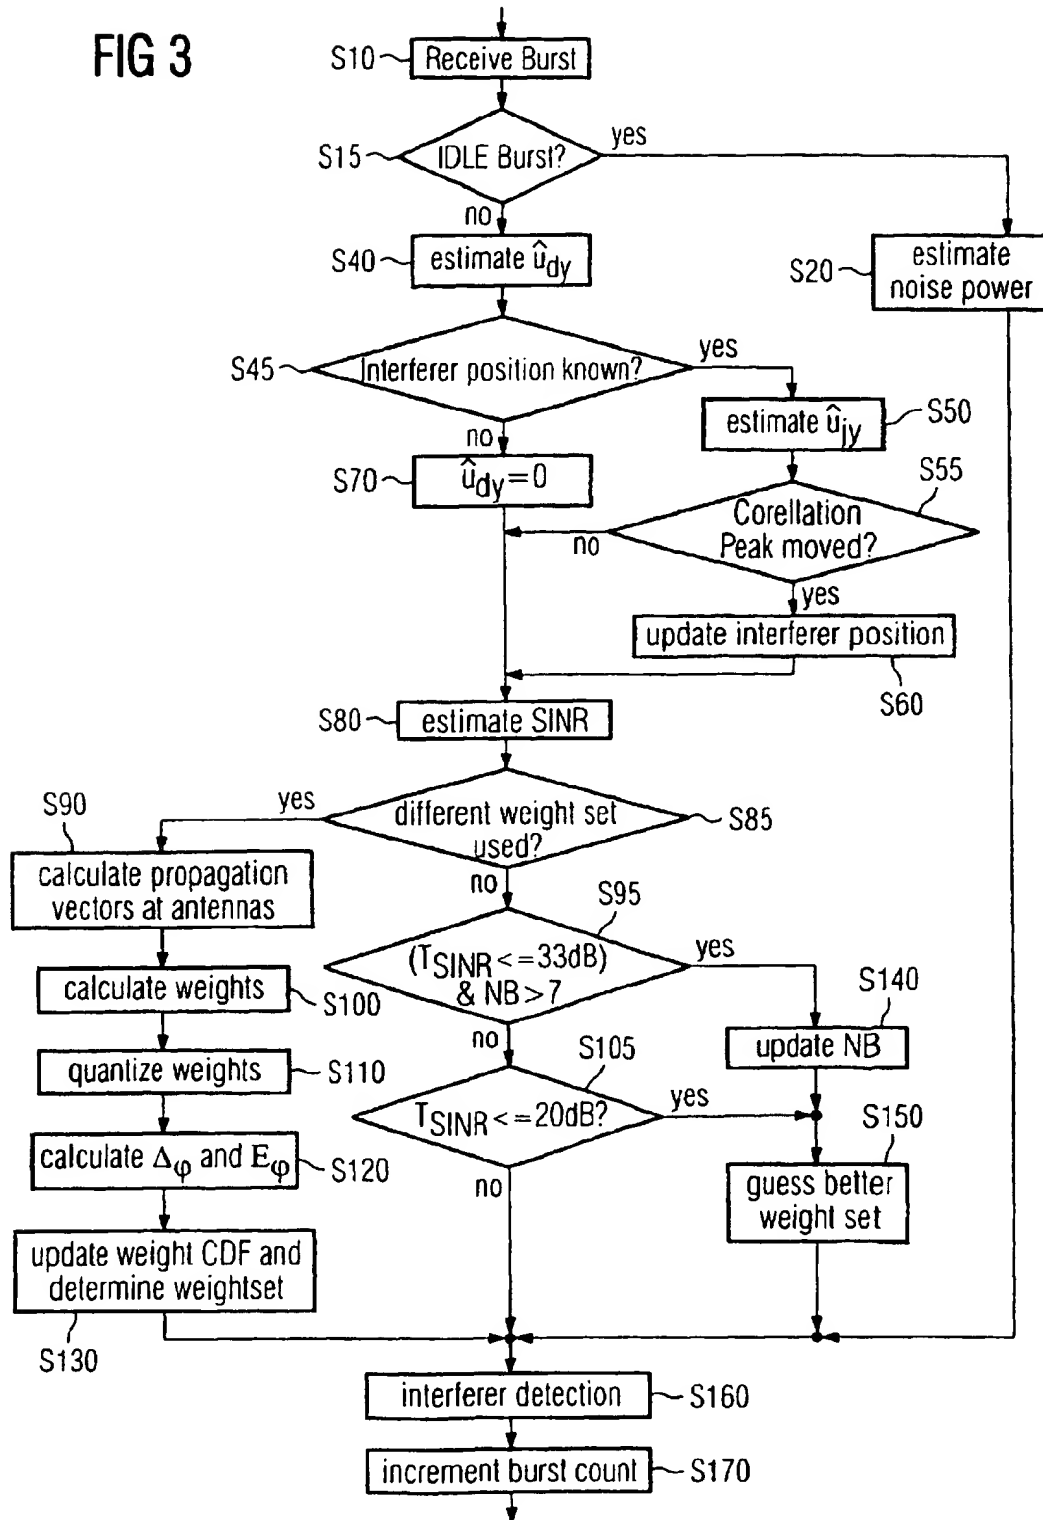 FIG 3
S10
Receive Burst
S15
IDLE Burst?
yes
no
S40
estimate û_dy
S20
estimate
noise power
S45
Interferer position known?
yes
no
estimate û_jy
S50
S70
û_dy=0
S55
Corellation
Peak moved?
no
yes
update interferer position
S60
S80
estimate SINR
S90
yes
different weight set
used?
S85
no
calculate propagation
vectors at antennas
S95
(T_SINR <=33dB)
& NB>7
yes
no
calculate weights
S100
S140
update NB
quantize weights
S110
S105
T_SINR <=20dB?
yes
no
calculate Δ_φ and E_φ
S120
S150
guess better
weight set
update weight CDF and
determine weightset
S130
interferer detection
S160
increment burst count
S170